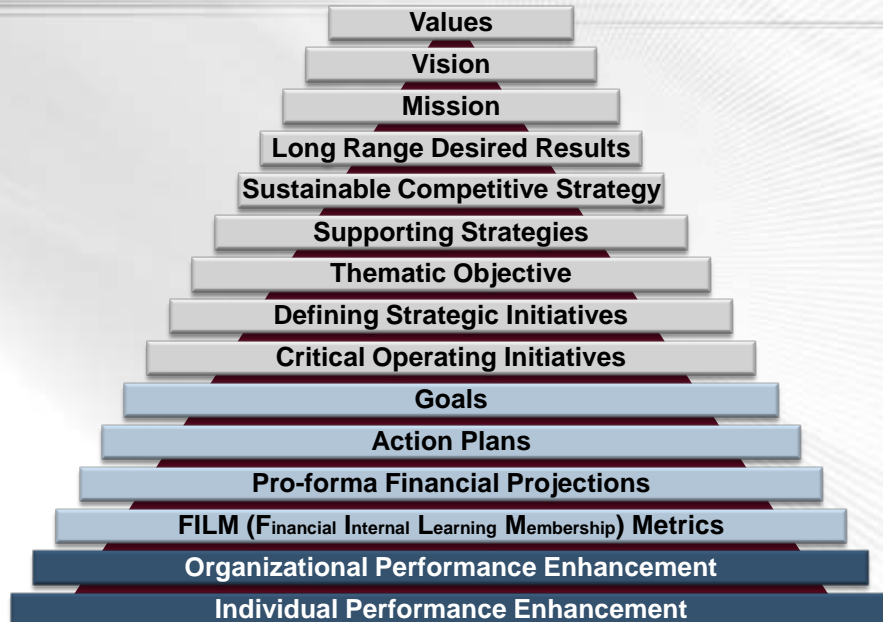 Values
Vision
Mission
Long Range Desired Results
Sustainable Competitive Strategy
Supporting Strategies
Thematic Objective
Defining Strategic Initiatives
Critical Operating Initiatives
Goals
Action Plans
Pro-forma Financial Projections
FILM (Financial Internal Learning Membership) Metrics
Organizational Performance Enhancement
Individual Performance Enhancement